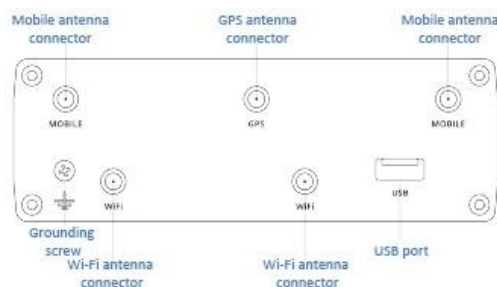 Mobile antenna
connector
GPS antenna
connector
Mobile antenna
connector
MOBILE
GPS
MOBILE
WiFi
WiFi
USB
Grounding
screw
Wi-Fi antenna
connector
Wi-Fi antenna
connector
USB port